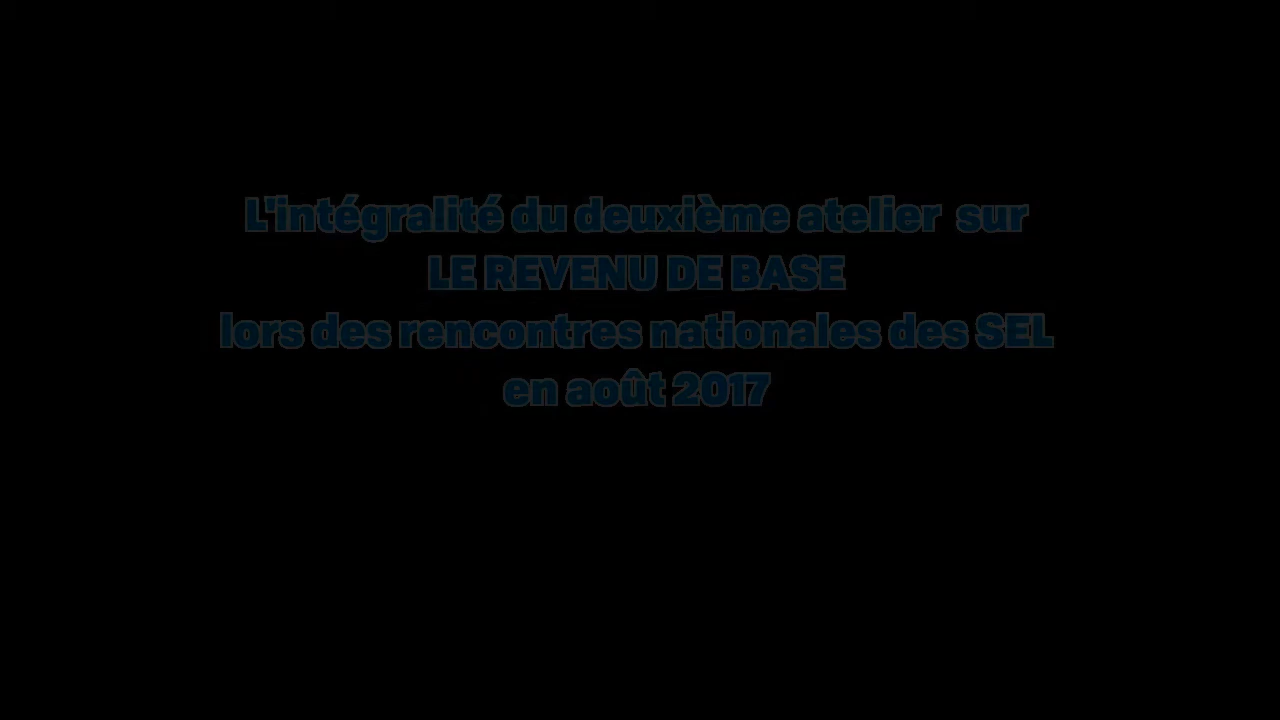 L'intégralité du deuxième atelier sur
LE REVENU DE BASE
lors des rencontres nationales des SEL
en août 2017